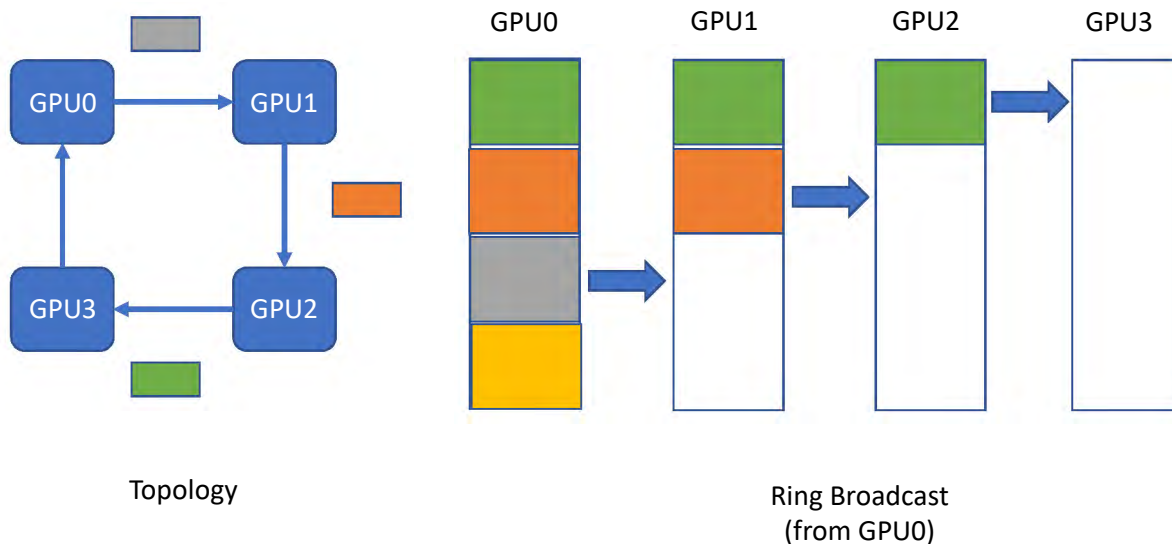 GPU0
GPU1
GPU2
GPU3
GPU0
GPU1
GPU3
GPU2
Topology
Ring Broadcast
(from GPU0)